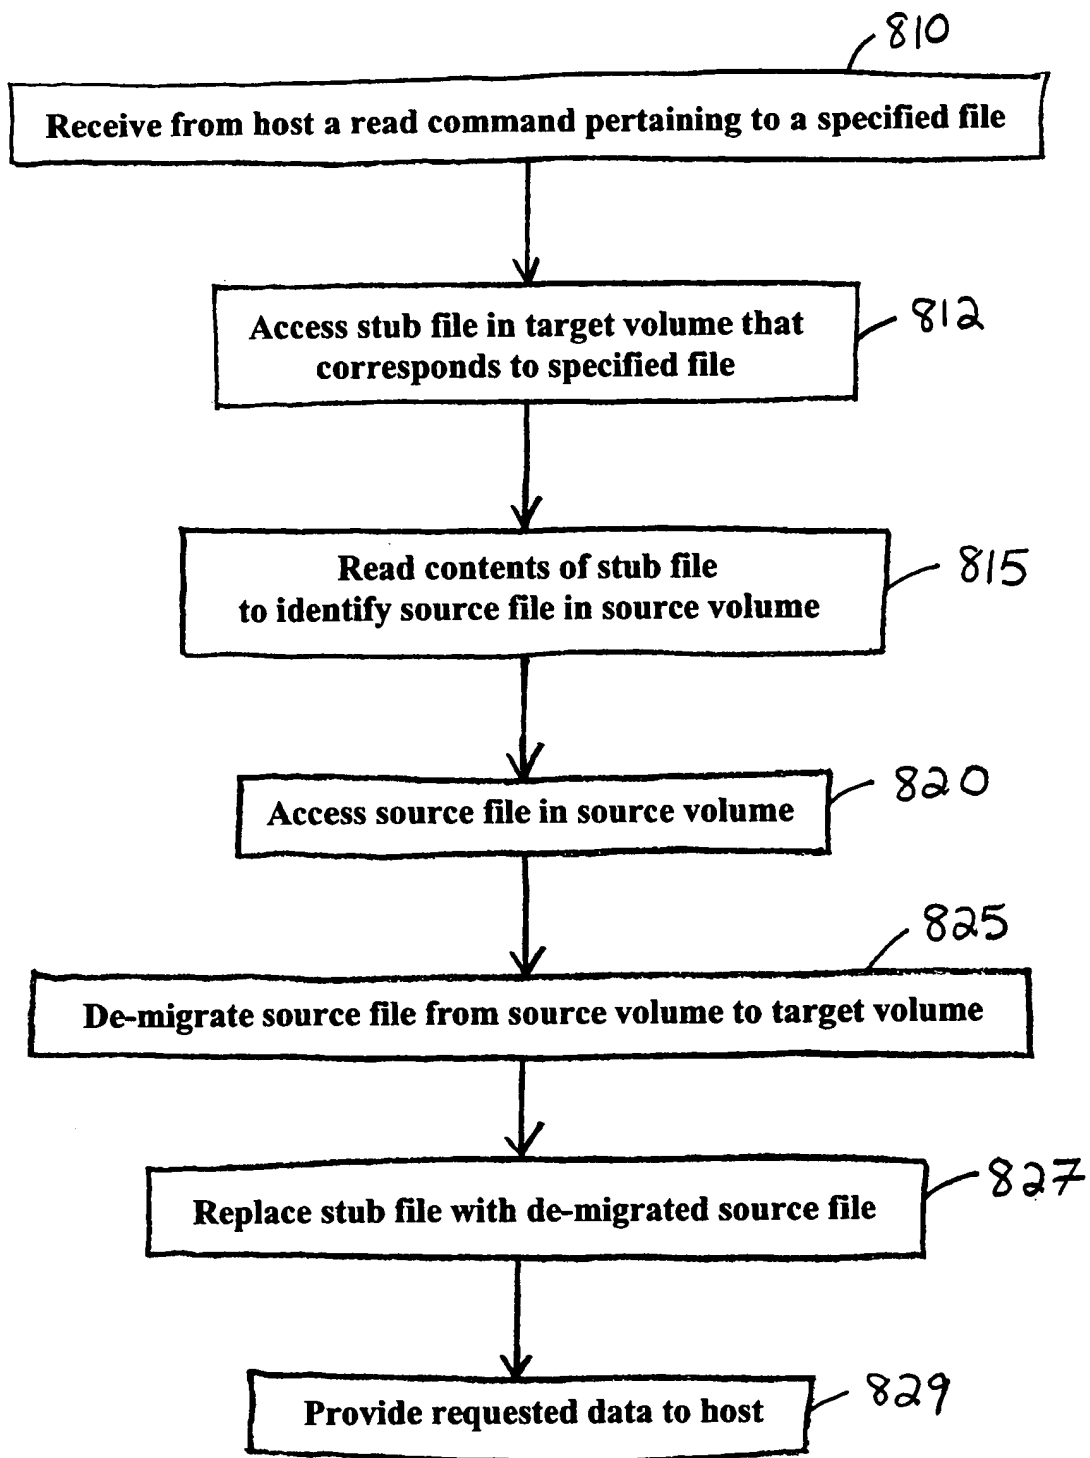 810
Receive from host a read command pertaining to a specified file
812
Access stub file in target volume that
corresponds to specified file
815
Read contents of stub file
to identify source file in source volume
820
Access source file in source volume
825
De-migrate source file from source volume to target volume
827
Replace stub file with de-migrated source file
829
Provide requested data to host